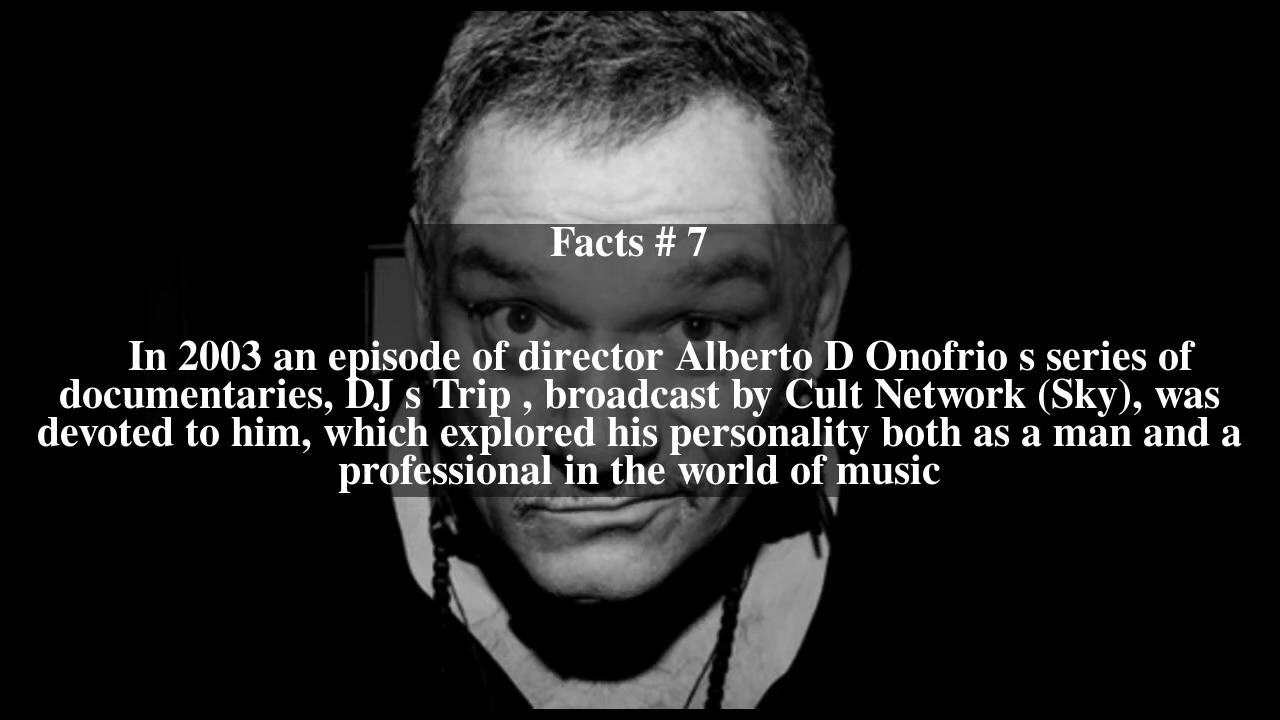 Facts # 7
In 2003 an episode of director Alberto D Onofrio s series of
documentaries, DJ s Trip , broadcast by Cult Network (Sky), was
devoted to him, which explored his personality both as a man and a
professional in the world of music